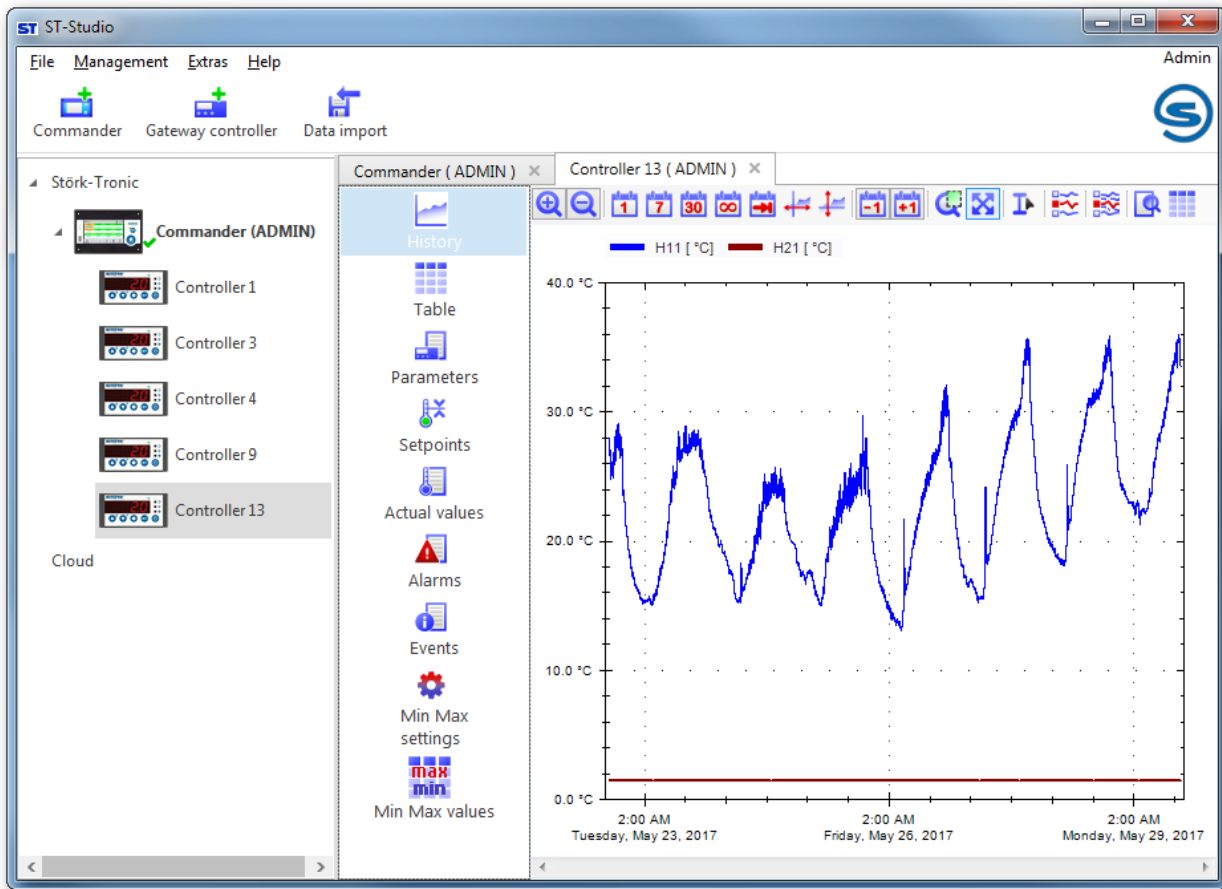 ST ST-Studio
File Management Extras Help
Admin
Commander Gateway controller Data import
S
Störk-Tronic
Commander (ADMIN)
Controller 1
Controller 3
Controller 4
Controller 9
Controller 13
Cloud
Commander ( ADMIN ) Controller 13 ( ADMIN )
History
Table
Parameters
Setpoints
Actual values
Alarms
Events
Min Max
settings
max
min
Min Max values
1 7 30 ∞ -1 +1
H11 [ °C] H21 [ °C]
40.0 °C
30.0 °C
20.0 °C
10.0 °C
0.0 °C
2:00 AM 2:00 AM 2:00 AM
Tuesday, May 23, 2017 Friday, May 26, 2017 Monday, May 29, 2017